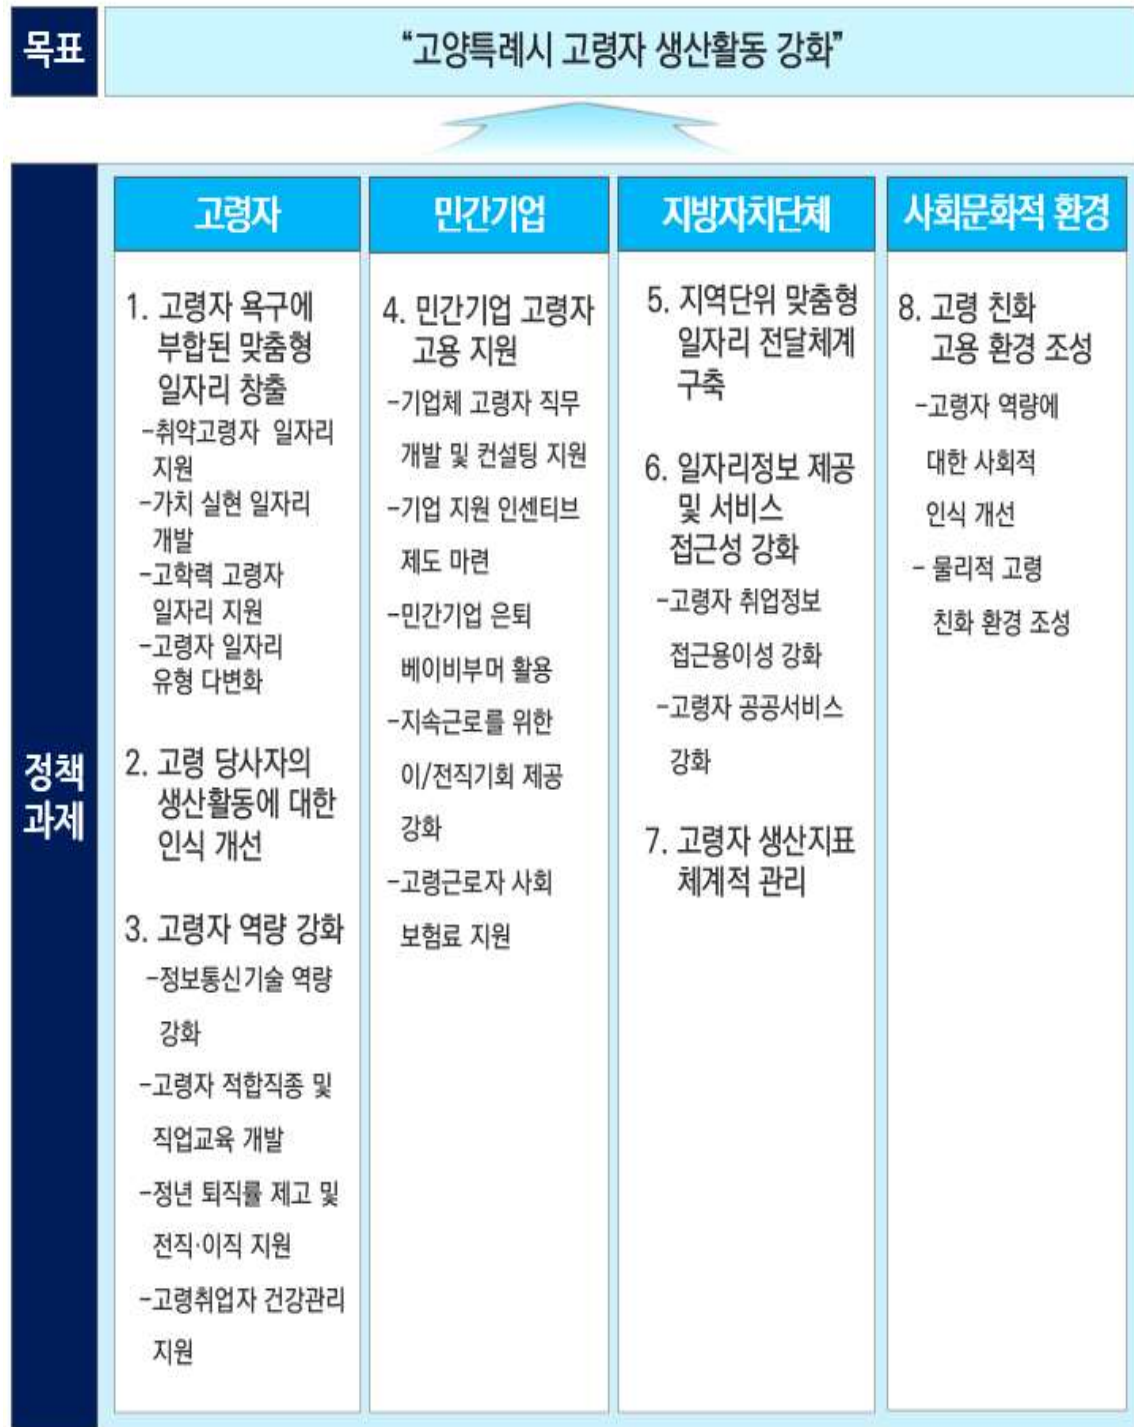 목표
“고양특례시 고령자 생산활동 강화”
정책
과제
고령자
1. 고령자 욕구에
부합된 맞춤형
일자리 창출
-취약고령자 일자리
지원
-가치 실현 일자리
개발
-고학력 고령자
일자리 지원
-고령자 일자리
유형 다변화
2. 고령 당사자의
생산활동에 대한
인식 개선
3. 고령자 역량 강화
-정보통신기술 역량
강화
-고령자 적합직종 및
직업교육 개발
-정년 퇴직률 제고 및
전직·이직 지원
-고령취업자 건강관리
지원
민간기업
4. 민간기업 고령자
고용 지원
-기업체 고령자 직무
개발 및 컨설팅 지원
-기업 지원 인센티브
제도 마련
-민간기업 은퇴
베이비부머 활용
-지속근로를 위한
이/전직기회 제공
강화
-고령근로자 사회
보험료 지원
지방자치단체
5. 지역단위 맞춤형
일자리 전달체계
구축
6. 일자리정보 제공
및 서비스
접근성 강화
-고령자 취업정보
접근용이성 강화
-고령자 공공서비스
강화
7. 고령자 생산지표
체계적 관리
사회문화적 환경
8. 고령 친화
고용 환경 조성
-고령자 역량에
대한 사회적
인식 개선
- 물리적 고령
친화 환경 조성